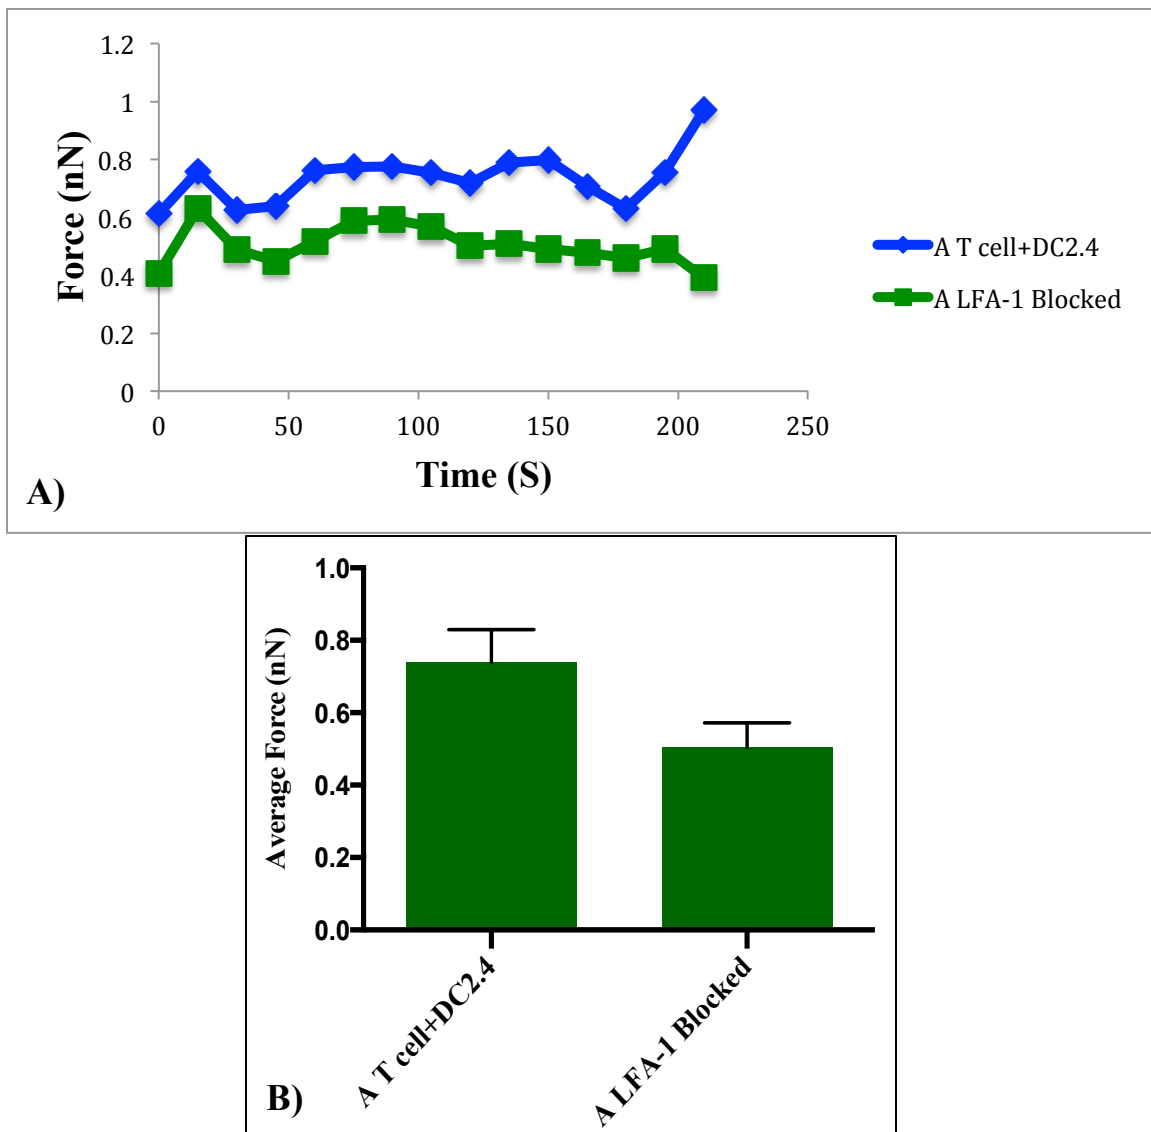 1.2
1
0.8
0.6
0.4
0.2
0
0 50 100 150 200 250
Force (nN)
Time (S)
A T cell+DC2.4
A LFA-1 Blocked
A)
1.0
0.8
0.6
0.4
0.2
0.0
Average Force (nN)
A T cell+DC2.4
A LFA-1 Blocked
B)